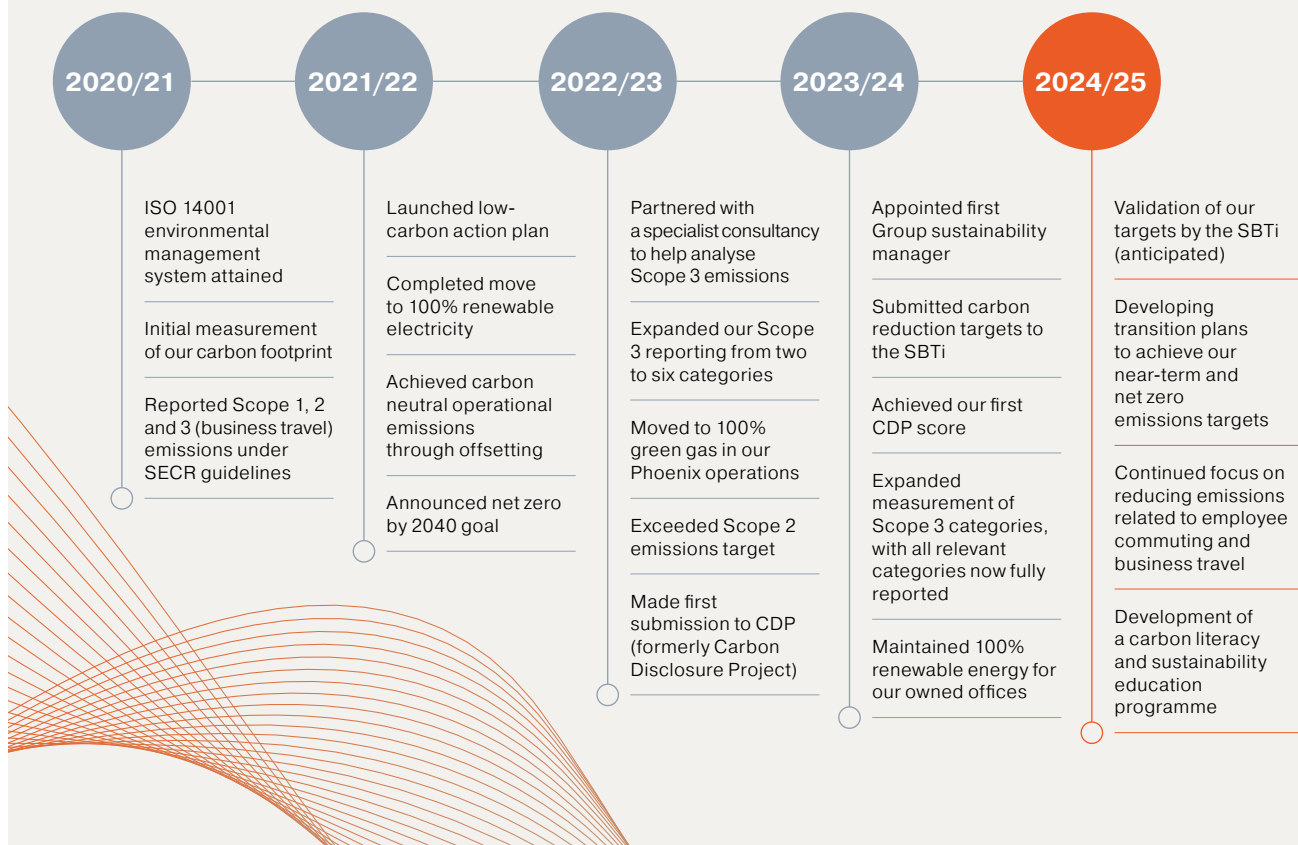 2020/21
2021/22
2022/23
2023/24
2024/25
ISO 14001
environmental
management
system attained
Initial measurement
of our carbon footprint
Reported Scope 1, 2
and 3 (business travel)
emissions under
SECR guidelines
Launched low-
carbon action plan
Completed move
to 100% renewable
electricity
Achieved carbon
neutral operational
emissions
through offsetting
Announced net zero
by 2040 goal
Partnered with
a specialist consultancy
to help analyse
Scope 3 emissions
Expanded our Scope
3 reporting from two
to six categories
Moved to 100%
green gas in our
Phoenix operations
Exceeded Scope 2
emissions target
Made first
submission to CDP
(formerly Carbon
Disclosure Project)
Appointed first
Group sustainability
manager
Submitted carbon
reduction targets to
the SBTi
Achieved our first
CDP score
Expanded
measurement of
Scope 3 categories,
with all relevant
categories now fully
reported
Maintained 100%
renewable energy for
our owned offices
Validation of our
targets by the SBTi
(anticipated)
Developing
transition plans
to achieve our
near-term and
net zero
emissions targets
Continued focus on
reducing emissions
related to employee
commuting and
business travel
Development of
a carbon literacy
and sustainability
education
programme